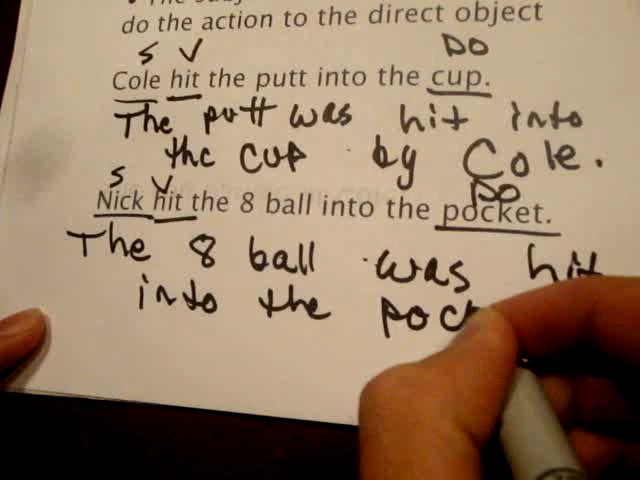 do the action to the direct object
S V DO
Cole hit the putt into the cup.
The putt was hit into
the cup by Cole.
S V DO
Nick hit the 8 ball into the pocket.
The 8 ball was hit
into the